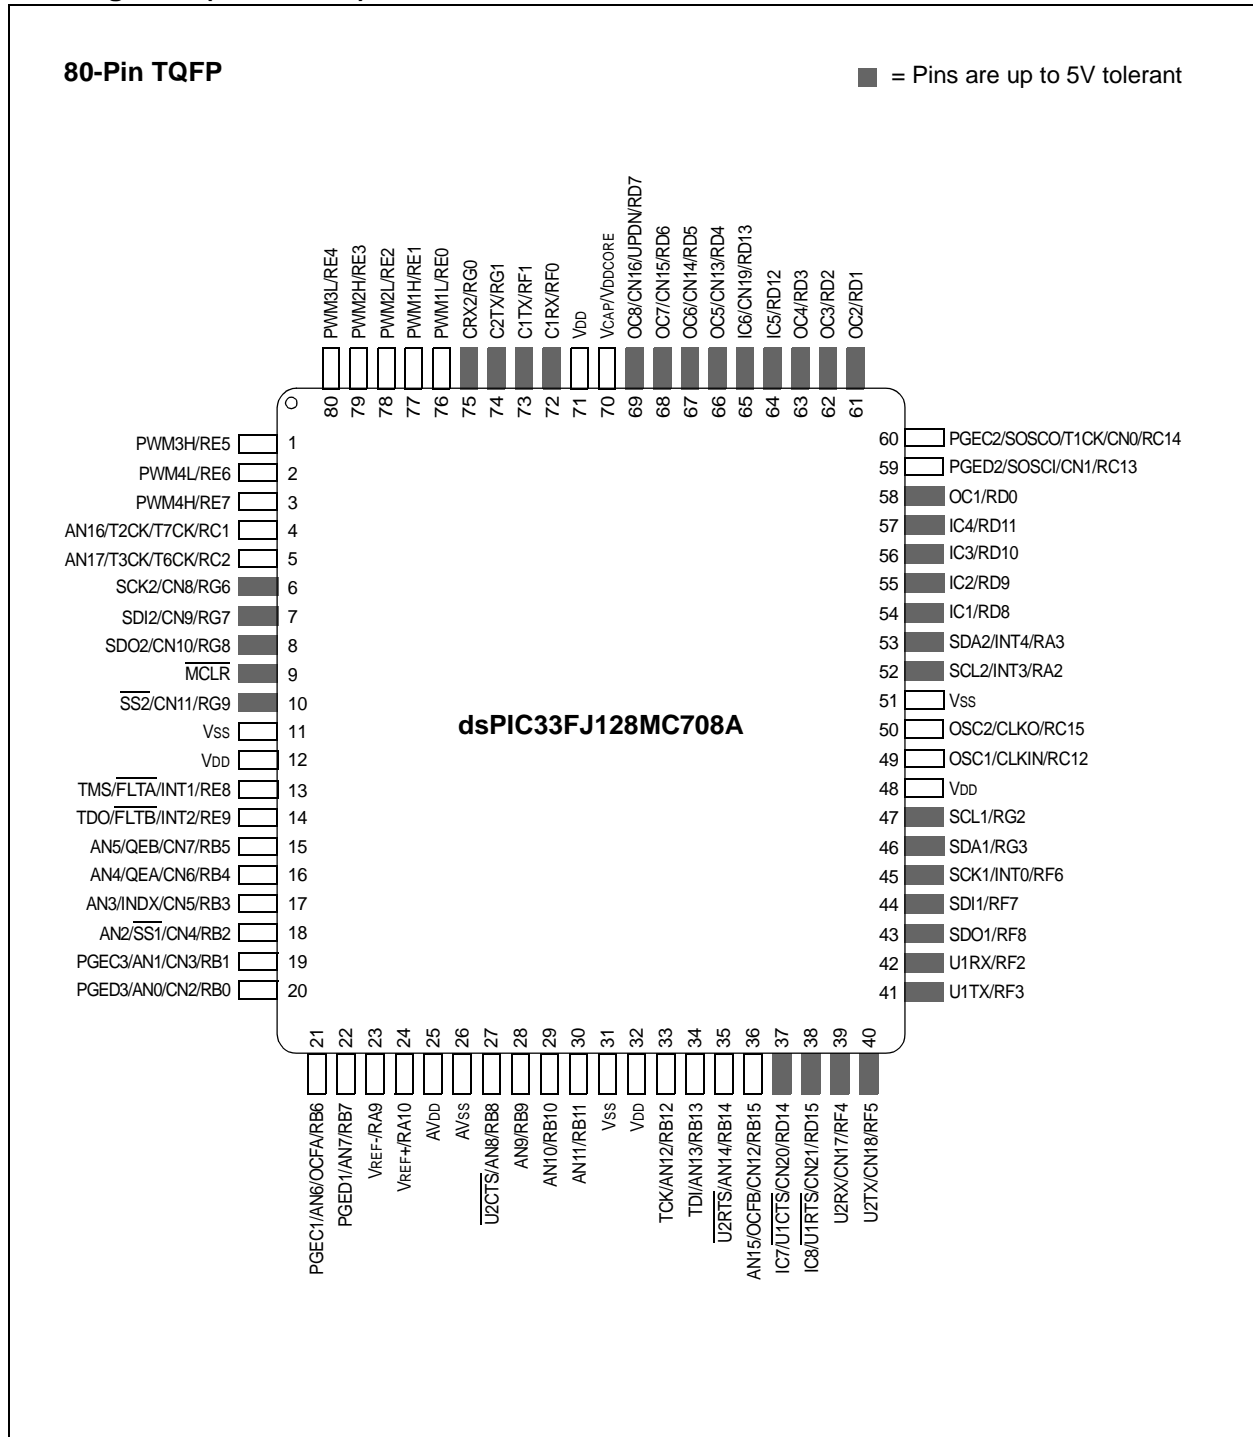 80-Pin TQFP
= Pins are up to 5V tolerant
PWM3L/RE4
PWM2H/RE3
PWM2L/RE2
PWM1H/RE1
PWM1L/RE0
CRX2/RG0
C2TX/RG1
C1TX/RF1
C1RX/RF0
VDD
VCAP/VDDCORE
OC8/CN16/UPDN/RD7
OC7/CN15/RD6
OC6/CN14/RD5
OC5/CN13/RD4
IC6/CN19/RD13
IC5/RD12
OC4/RD3
OC3/RD2
OC2/RD1
80
79
78
77
76
75
74
73
72
71
70
69
68
67
66
65
64
63
62
61
PWM3H/RE5 1
PWM4L/RE6 2
PWM4H/RE7 3
AN16/T2CK/T7CK/RC1 4
AN17/T3CK/T6CK/RC2 5
SCK2/CN8/RG6 6
SDI2/CN9/RG7 7
SDO2/CN10/RG8 8
MCLR 9
SS2/CN11/RG9 10
VSS 11
VDD 12
TMS/FLTA/INT1/RE8 13
TDO/FLTB/INT2/RE9 14
AN5/QEB/CN7/RB5 15
AN4/QEA/CN6/RB4 16
AN3/INDX/CN5/RB3 17
AN2/SS1/CN4/RB2 18
PGEC3/AN1/CN3/RB1 19
PGED3/AN0/CN2/RB0 20
dsPIC33FJ128MC708A
60 PGEC2/SOSCO/T1CK/CN0/RC14
59 PGED2/SOSCI/CN1/RC13
58 OC1/RD0
57 IC4/RD11
56 IC3/RD10
55 IC2/RD9
54 IC1/RD8
53 SDA2/INT4/RA3
52 SCL2/INT3/RA2
51 VSS
50 OSC2/CLKO/RC15
49 OSC1/CLKIN/RC12
48 VDD
47 SCL1/RG2
46 SDA1/RG3
45 SCK1/INT0/RF6
44 SDI1/RF7
43 SDO1/RF8
42 U1RX/RF2
41 U1TX/RF3
21
22
23
24
25
26
27
28
29
30
31
32
33
34
35
36
37
38
39
40
PGEC1/AN6/OCFA/RB6
PGED1/AN7/RB7
VREF-/RA9
VREF+/RA10
AVDD
AVSS
U2CTS/AN8/RB8
AN9/RB9
AN10/RB10
AN11/RB11
VSS
VDD
TCK/AN12/RB12
TDI/AN13/RB13
U2RTS/AN14/RB14
AN15/OCFB/CN12/RB15
IC7/U1CTS/CN20/RD14
IC8/U1RTS/CN21/RD15
U2RX/CN17/RF4
U2TX/CN18/RF5